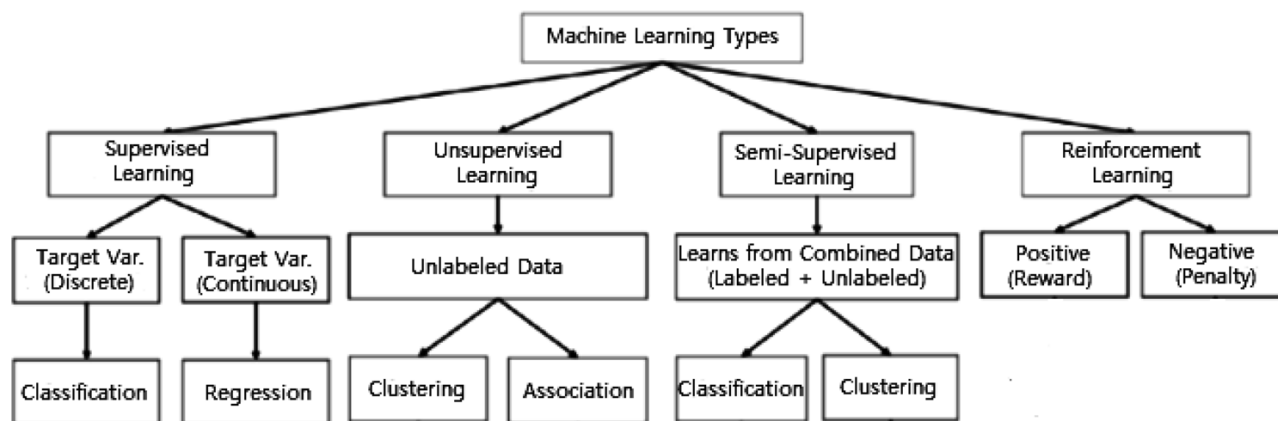 Machine Learning Types
Supervised
Learning
Unsupervised
Learning
Semi-Supervised
Learning
Reinforcement
Learning
Target Var.
(Discrete)
Target Var.
(Continuous)
Unlabeled Data
Learns from Combined Data
(Labeled + Unlabeled)
Positive
(Reward)
Negative
(Penalty)
Classification
Regression
Clustering
Association
Classification
Clustering